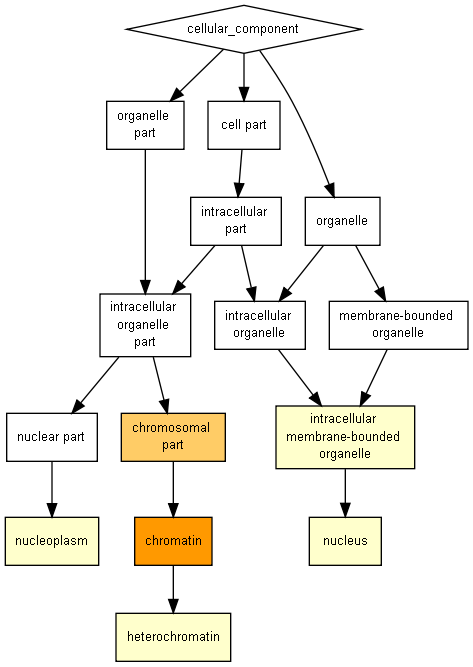 cellular_component
organelle
part
cell part
intracellular
part
organelle
intracellular
organelle
part
intracellular
organelle
membrane-bounded
organelle
nuclear part
chromosomal
part
intracellular
membrane-bounded
organelle
nucleoplasm
chromatin
nucleus
heterochromatin